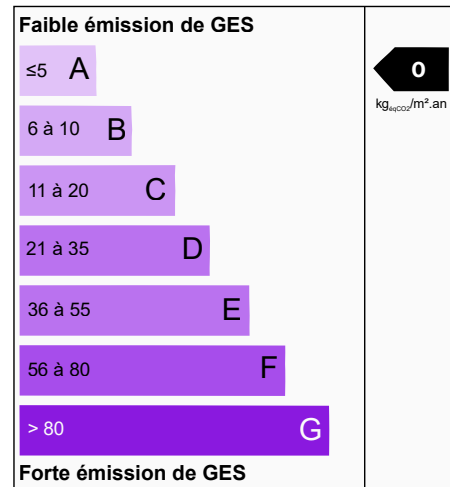 Faible émission de GES
≤5 A
6 à 10 B
11 à 20 C
21 à 35 D
36 à 55 E
56 à 80 F
> 80 G
Forte émission de GES
0
kgéqCO2/m².an